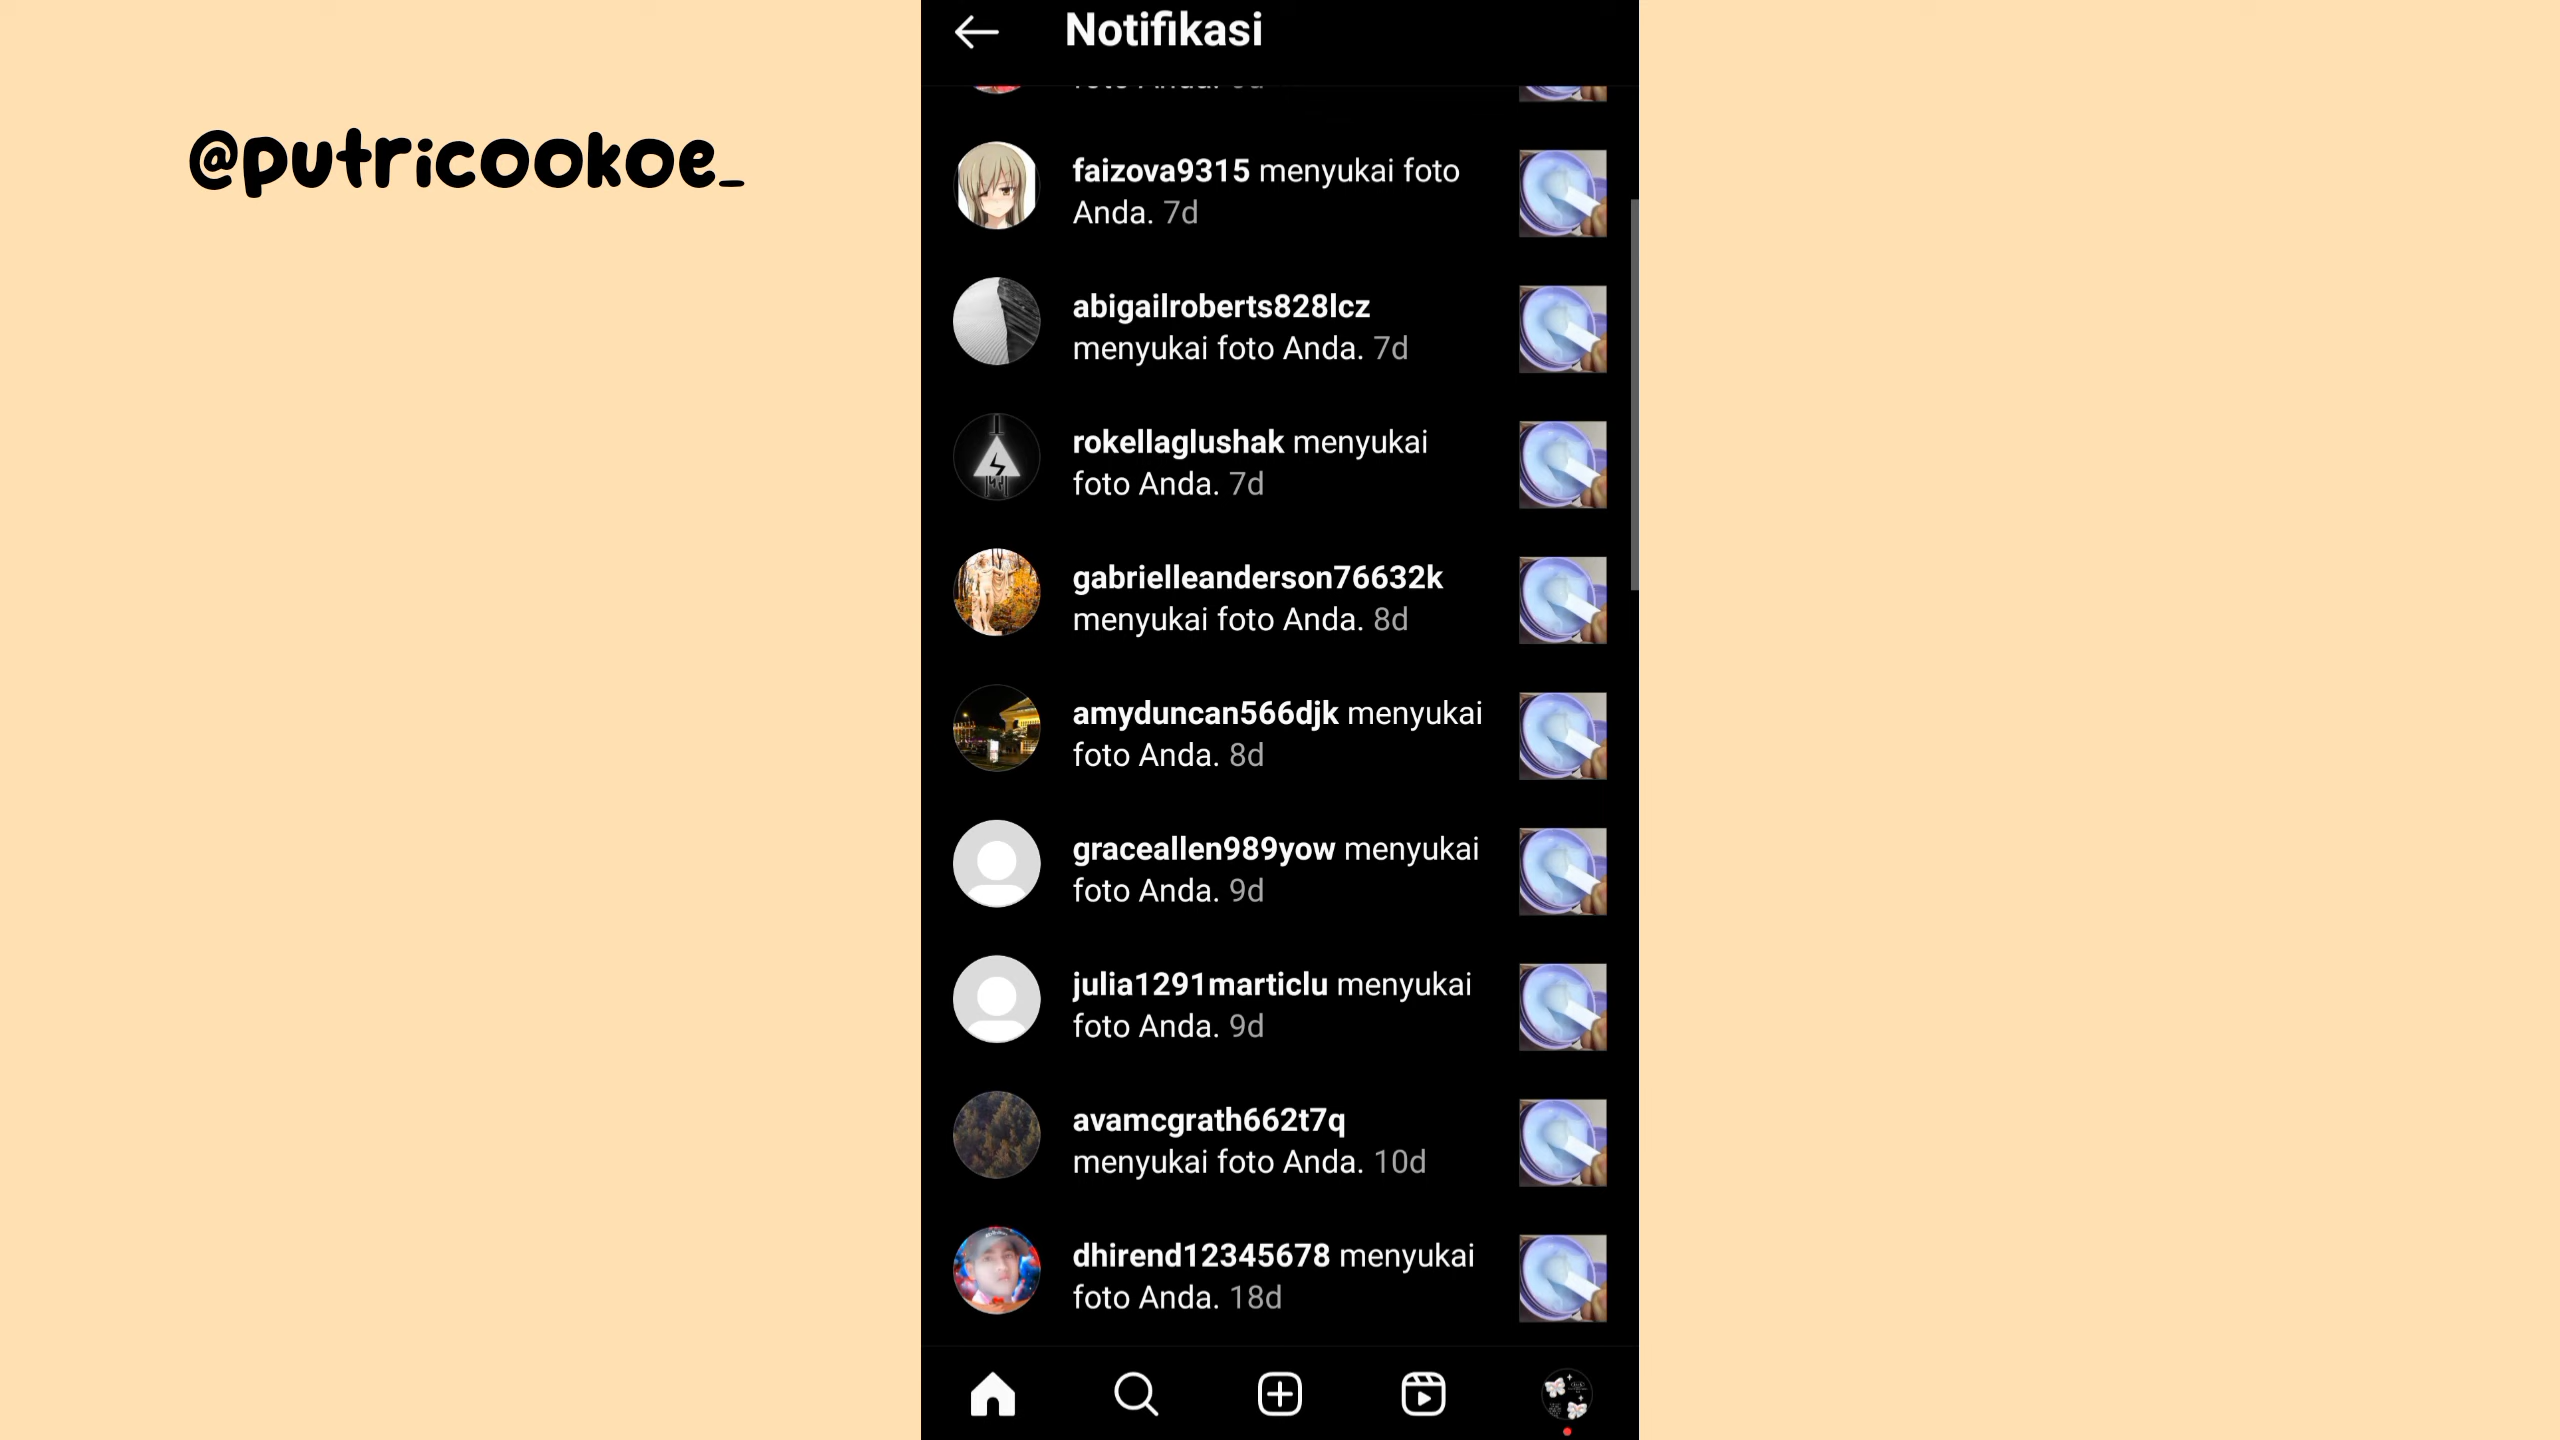 @putricookoe_
Notifikasi
faizova9315 menyukai foto
Anda. 7d
abigailroberts828lcz
menyukai foto Anda. 7d
rokellaglushak menyukai
foto Anda. 7d
gabrielleanderson76632k
menyukai foto Anda. 8d
amyduncan566djk menyukai
foto Anda. 8d
graceallen989yow menyukai
foto Anda. 9d
julia1291marticlu menyukai
foto Anda. 9d
avamcgrath662t7q
menyukai foto Anda. 10d
dhirend12345678 menyukai
foto Anda. 18d